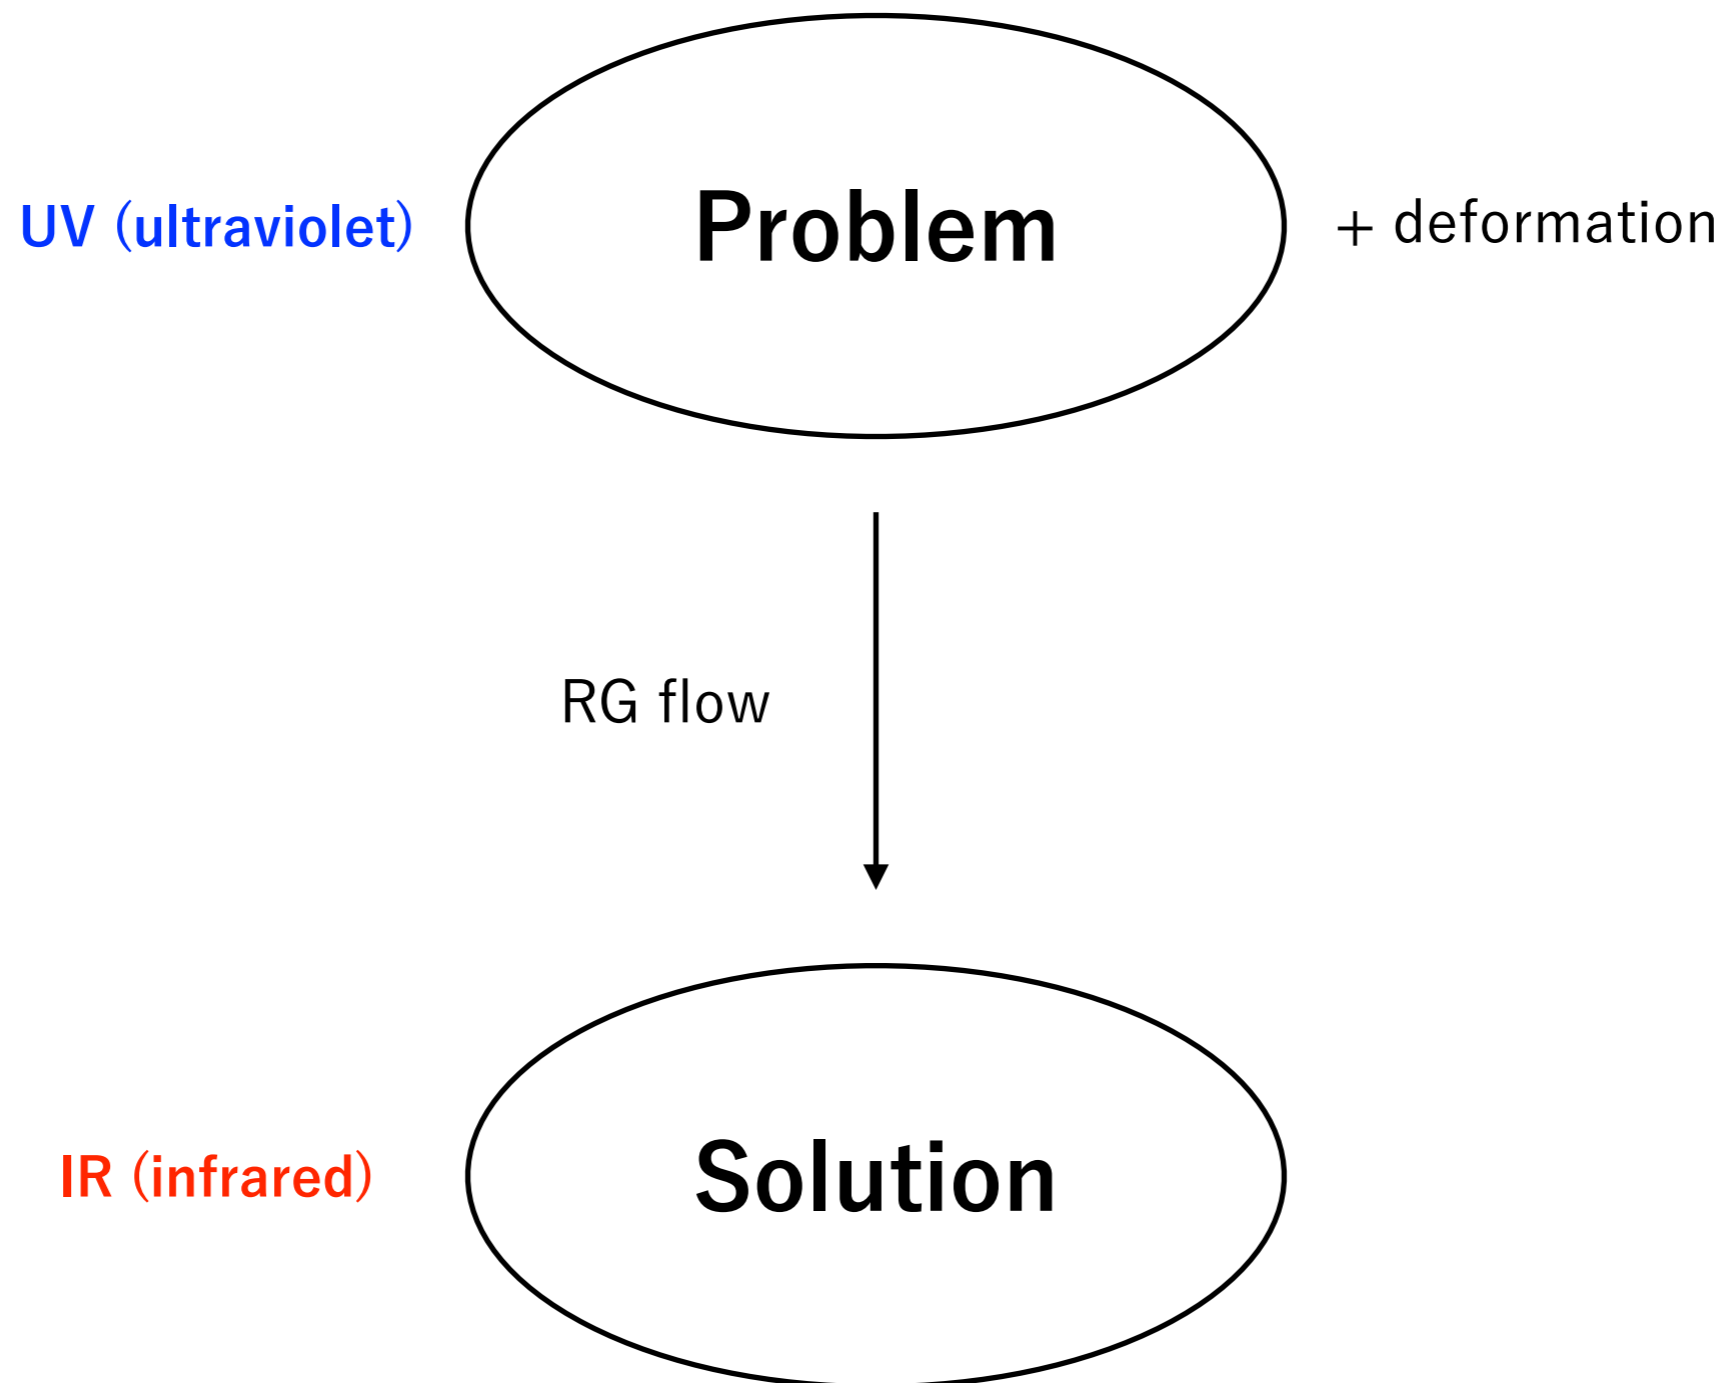 Problem
UV (ultraviolet)
+ deformation
RG flow
Solution
IR (infrared)